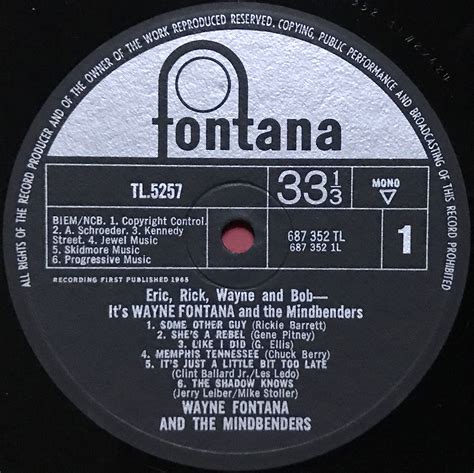 ALL RIGHTS OF THE RECORD PRODUCER AND OF THE OWNER OF THE WORK REPRODUCED RESERVED. COPYING, PUBLIC PERFORMANCE AND BROADCASTING OF THIS RECORD PROHIBITED
fontana
TL.5257
33 1/3
MONO
BIEM/NCB. 1. Copyright Control.
2. A. Schroeder. 3. Kennedy
Street. 4. Jewel Music
5. Skidmore Music
6. Progressive Music
687 352 TL
687 352 1L
1
RECORDING FIRST PUBLISHED 1965
Eric, Rick, Wayne and Bob—
It's WAYNE FONTANA and the Mindbenders
1. SOME OTHER GUY (Rickie Barrett)
2. SHE'S A REBEL (Gene Pitney)
3. LIKE I DID (G. Ellis)
4. MEMPHIS TENNESSEE (Chuck Berry)
5. IT'S JUST A LITTLE BIT TOO LATE
(Clint Ballard Jr./Les Ledo)
6. THE SHADOW KNOWS
(Jerry Leiber/Mike Stoller)
WAYNE FONTANA
AND THE MINDBENDERS